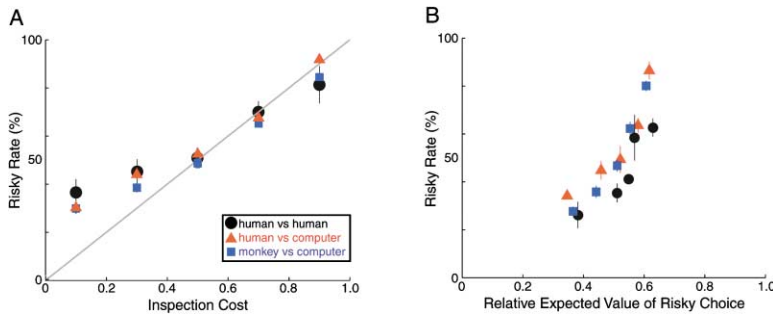 A
Risky Rate (%)
100
50
0
0
0.2
0.4
0.6
0.8
1.0
Inspection Cost
human vs human
human vs computer
monkey vs computer
B
Risky Rate (%)
100
50
0
0
0.2
0.4
0.6
0.8
1.0
Relative Expected Value of Risky Choice